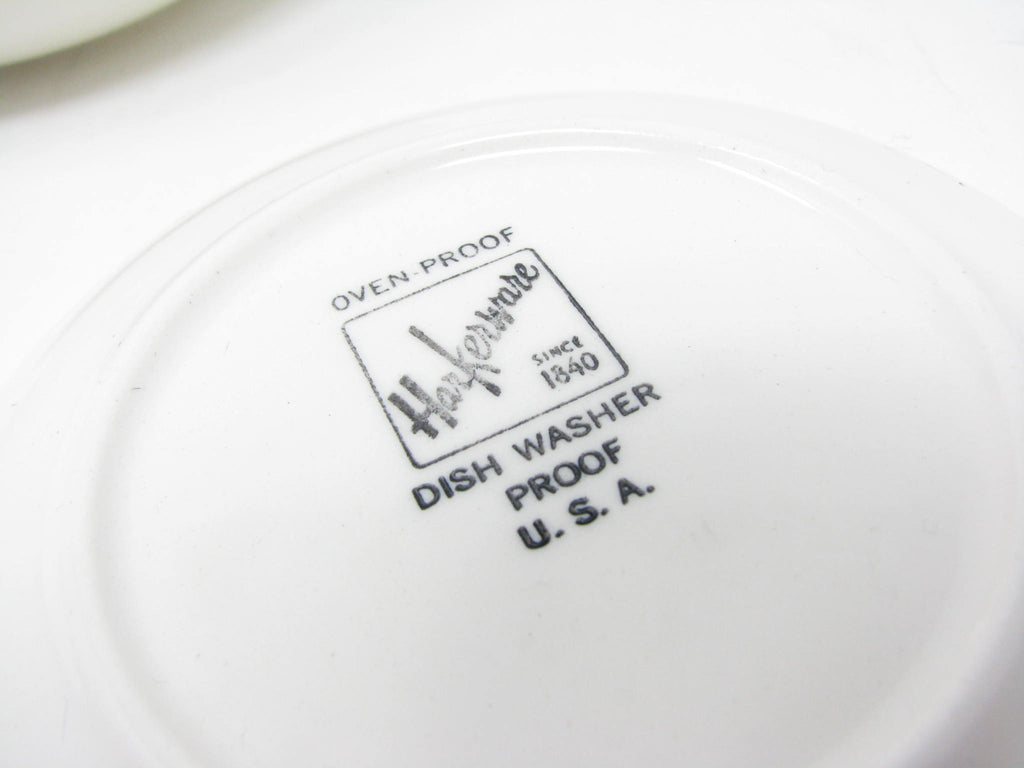 OVEN-PROOF
Harkerware
SINCE
1840
DISH WASHER
PROOF
U. S. A.